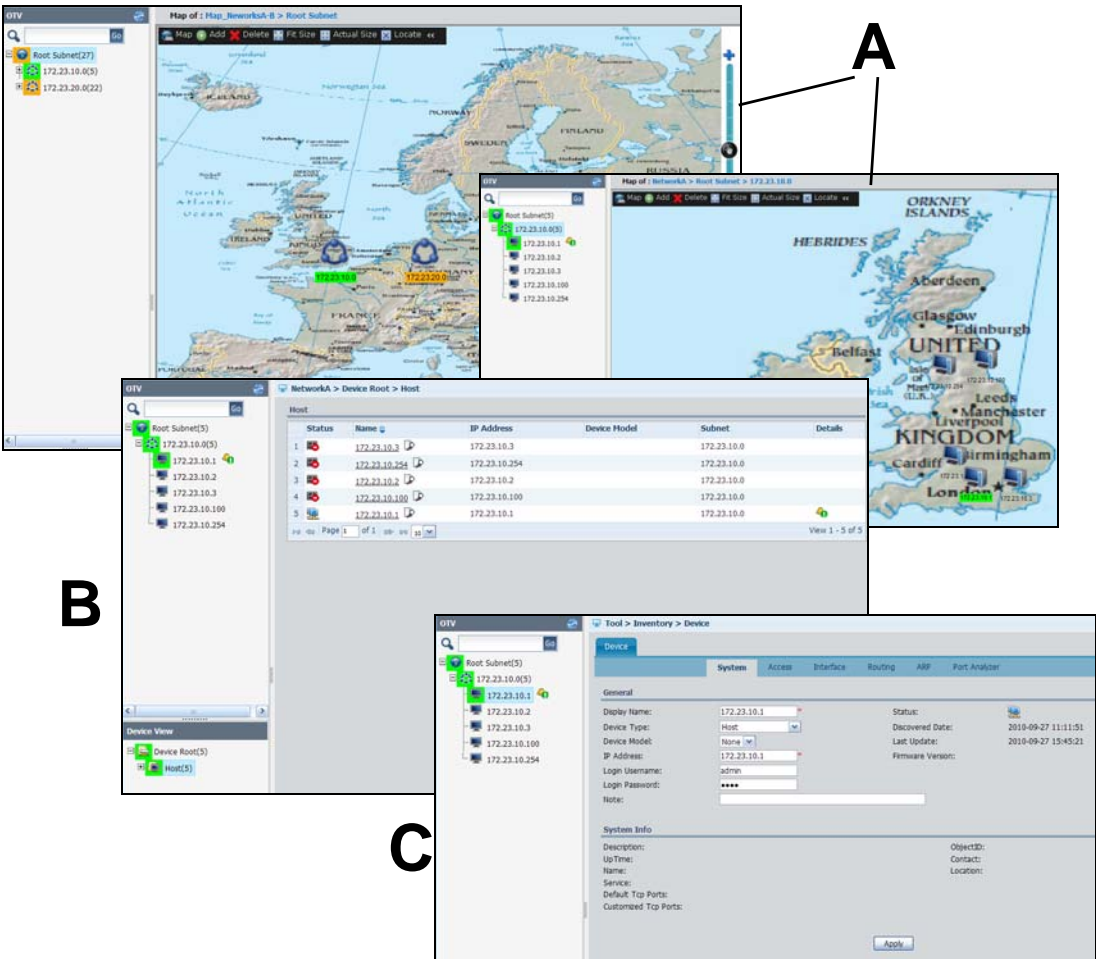 OTV
Map of : Map_NeworksA-B > Root Subnet
Go
Map Add Delete Fit Size Actual Size Locate
Root Subnet(27)
172.23.10.0(5)
172.23.20.0(22)
ICELAND
Norwegian Sea
NORWAY
SWEDEN
FINLAND
RUSSIA
North
Atlantic
Ocean
UNITED
KINGDOM
IRELAND
172.23.10.0
172.23.20.0
GERMANY
Paris
FRANCE
PORTUGAL
A
OTV
Map of : NetworkA > Root Subnet > 172.23.10.0
Go
Map Add Delete Fit Size Actual Size Locate
Root Subnet(5)
172.23.10.0(5)
172.23.10.1
172.23.10.2
172.23.10.3
172.23.10.100
172.23.10.254
ORKNEY
ISLANDS
HEBRIDES
Aberdeen
Glasgow
Edinburgh
UNITED
Belfast
Isle
of
(U.K.)
Leeds
Manchester
Liverpool
KINGDOM
Birmingham
Cardiff
London
172.23.10.1
B
OTV
NetworkA > Device Root > Host
Go
Root Subnet(5)
172.23.10.0(5)
172.23.10.1
172.23.10.2
172.23.10.3
172.23.10.100
172.23.10.254
Host
Status Name IP Address Device Model Subnet Details
1 172.23.10.3 172.23.10.3 172.23.10.0
2 172.23.10.254 172.23.10.254 172.23.10.0
3 172.23.10.2 172.23.10.2 172.23.10.0
4 172.23.10.100 172.23.10.100 172.23.10.0
5 172.23.10.1 172.23.10.1 172.23.10.0
Page 1 of 1 View 1 - 5 of 5
Device View
Device Root(5)
Host(5)
C
OTV
Tool > Inventory > Device
Go
Root Subnet(5)
172.23.10.0(5)
172.23.10.1
172.23.10.2
172.23.10.3
172.23.10.100
172.23.10.254
Device
System Access Interface Routing ARP Port Analyzer
General
Display Name: 172.23.10.1 * Status:
Device Type: Host Discovered Date: 2010-09-27 11:11:51
Device Model: None Last Update: 2010-09-27 15:45:21
IP Address: 172.23.10.1 * Firmware Version:
Login Username: admin
Login Password: ••••
Note:
System Info
Description: ObjectID:
UpTime: Contact:
Name: Location:
Service:
Default Tcp Ports:
Customized Tcp Ports:
Apply